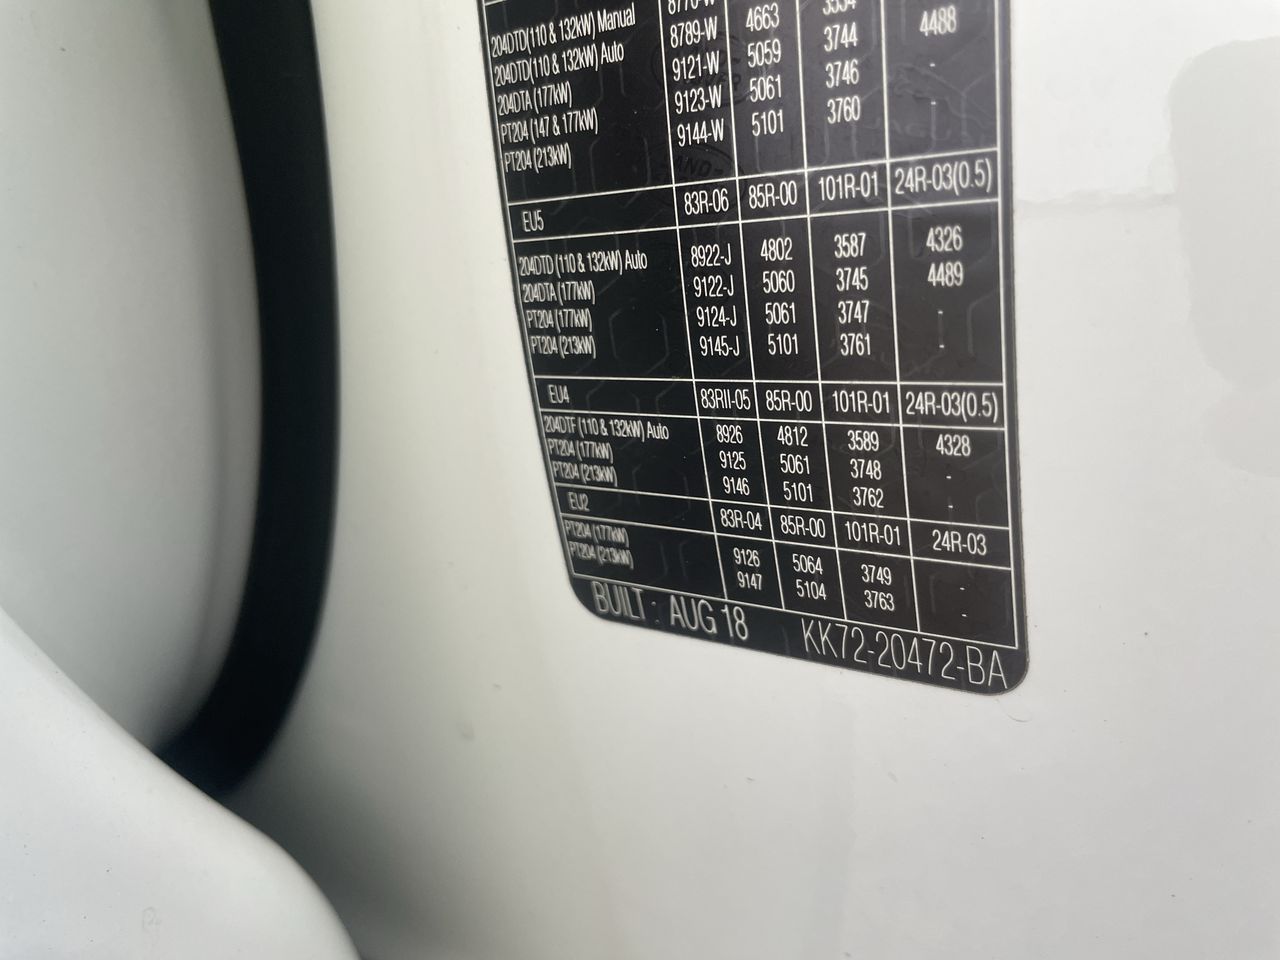 204DTD(110 & 132kW) Manual 8789-W 4663 3744 4488
204DTD(110 & 132kW) Auto 9121-W 5059 3746 -
204DTA (177kW) 9123-W 5061 3760 -
PT204 (147 & 177kW) 9144-W 5101
PT204 (213kW)
EU5 83R-06 85R-00 101R-01 24R-03(0.5)
204DTD (110 & 132kW) Auto 8922-J 4802 3587 4326
204DTA (177kW) 9122-J 5060 3745 4489
PT204 (177kW) 9124-J 5061 3747 -
PT204 (213kW) 9145-J 5101 3761 -
EU4 83RII-05 85R-00 101R-01 24R-03(0.5)
204DTF (110 & 132kW) Auto 8926 4812 3589 4328
PT204 (177kW) 9125 5061 3748 -
PT204 (213kW) 9146 5101 3762 -
EU2 83R-04 85R-00 101R-01 24R-03
PT204 (177kW) 9126 5064 3749 -
PT204 (213kW) 9147 5104 3763 -
BUILT : AUG 18 KK72-20472-BA